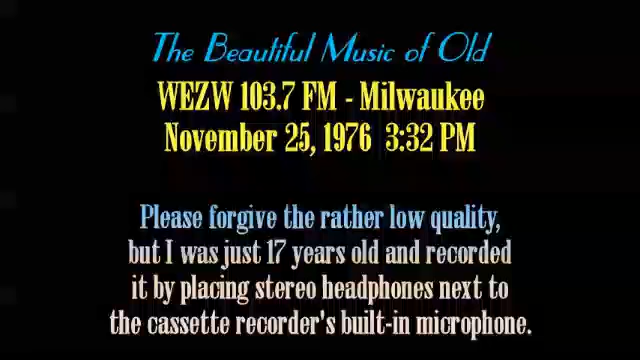 The Beautiful Music of Old
WEZW 103.7 FM - Milwaukee
November 25, 1976 3:32 PM
Please forgive the rather low quality,
but I was just 17 years old and recorded
it by placing stereo headphones next to
the cassette recorder's built-in microphone.